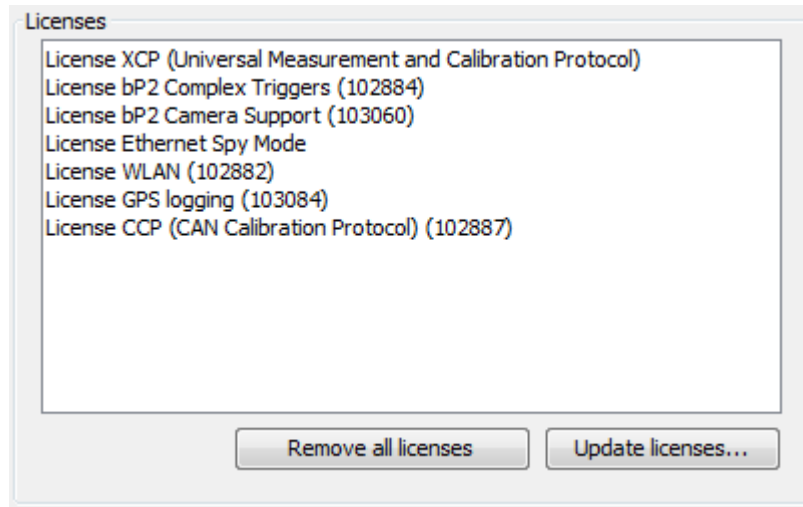 Licenses
License XCP (Universal Measurement and Calibration Protocol)
License bP2 Complex Triggers (102884)
License bP2 Camera Support (103060)
License Ethernet Spy Mode
License WLAN (102882)
License GPS logging (103084)
License CCP (CAN Calibration Protocol) (102887)
Remove all licenses
Update licenses...